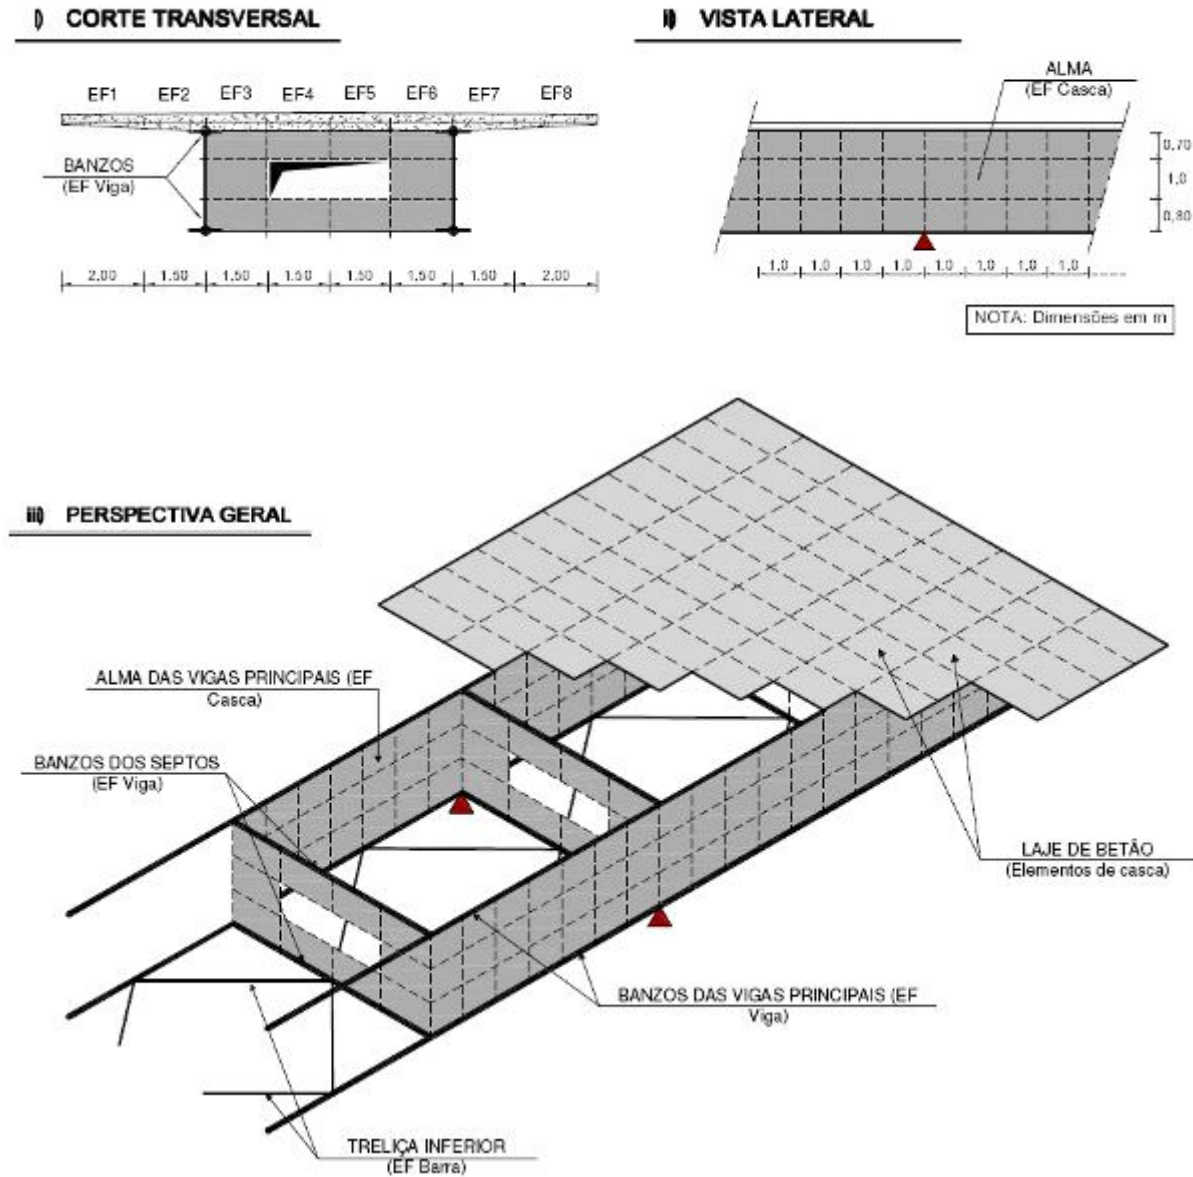 i) CORTE TRANSVERSAL
ii) VISTA LATERAL
EF1 EF2 EF3 EF4 EF5 EF6 EF7 EF8
BANZOS
(EF Viga)
2,00 1.50 1.50 1.50 1.50 1.50 1.50 2.00
ALMA
(EF Casca)
0,70
1,0
0,80
1.0 1.0 1.0 1,0 1.0 1.0 1,0 1.0
NOTA: Dimensões em m
iii) PERSPECTIVA GERAL
ALMA DAS VIGAS PRINCIPAIS (EF
Casca)
BANZOS DOS SEPTOS
(EF Viga)
LAJE DE BETÃO
(Elementos de casca)
BANZOS DAS VIGAS PRINCIPAIS (EF
Viga)
TRELIÇA INFERIOR
(EF Barra)